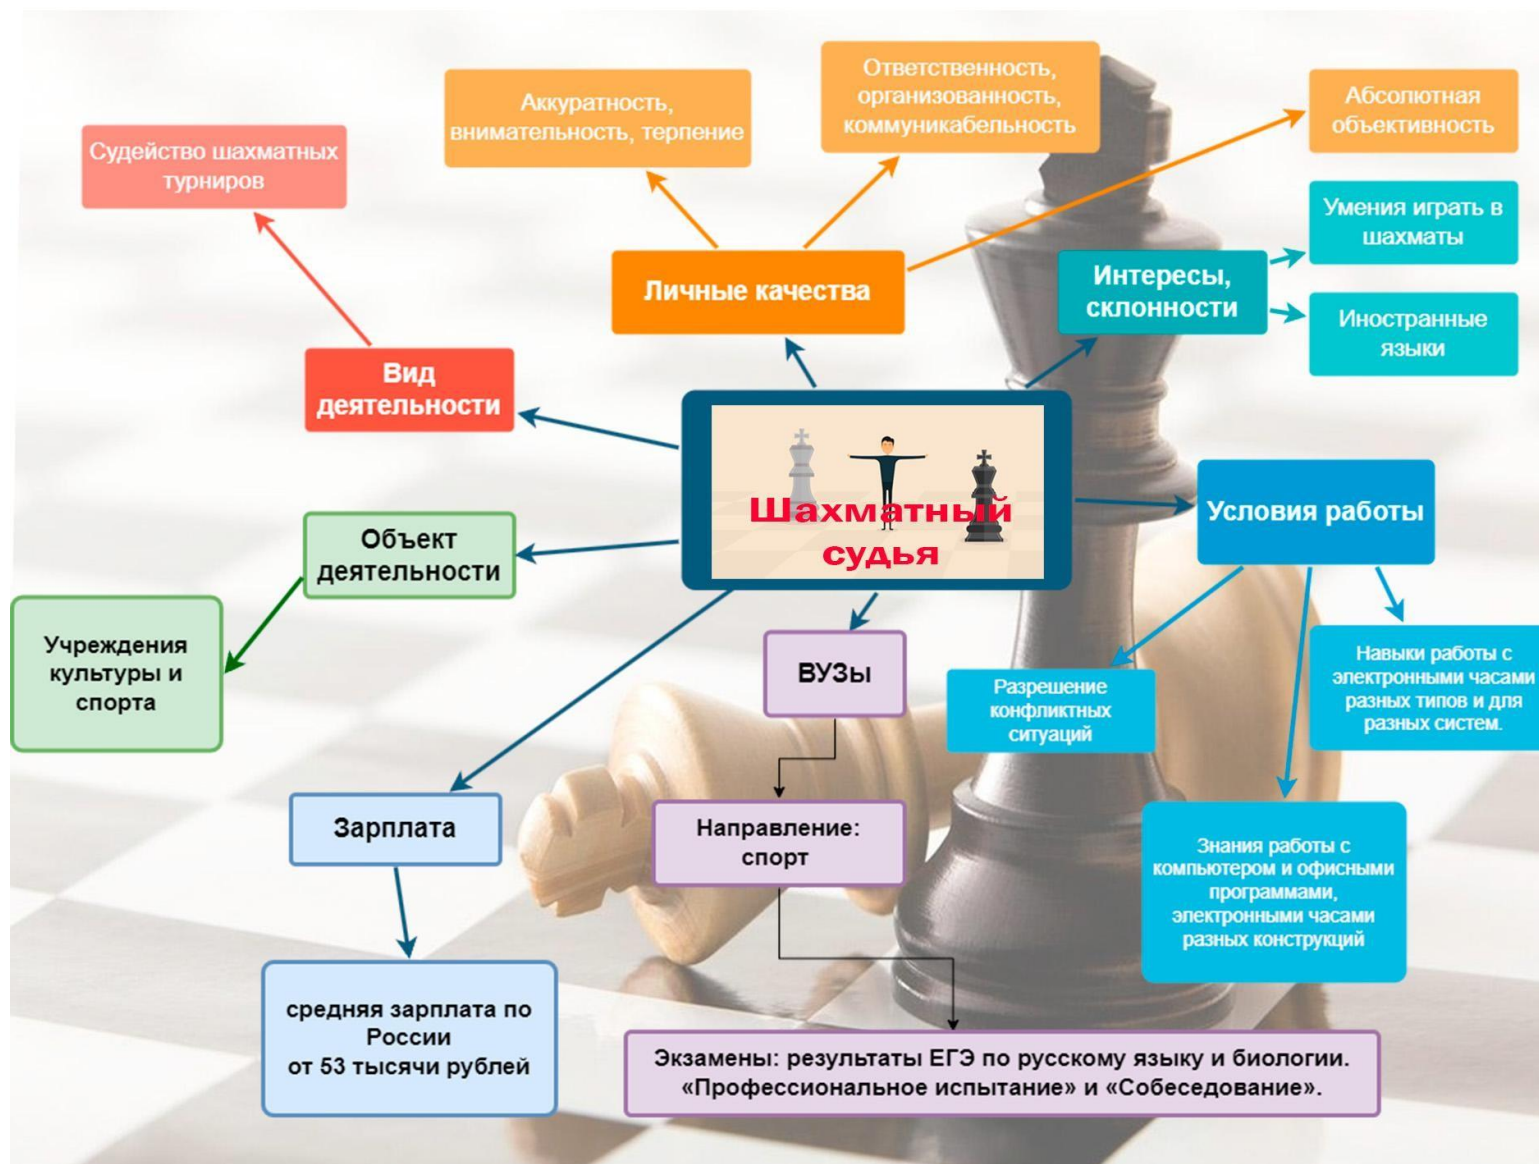 Ответственность,
организованность,
коммуникабельность
Аккуратность,
внимательность, терпение
Абсолютная
объективность
Судейство шахматных
турниров
Умения играть в
шахматы
Личные качества
Интересы,
склонности
Иностранные
языки
Вид
деятельности
Шахматный
судья
Условия работы
Объект
деятельности
Учреждения
культуры и
спорта
ВУЗы
Разрешение
конфликтных
ситуаций
Навыки работы с
электронными часами
разных типов и для
разных систем.
Зарплата
Направление:
спорт
Знания работы с
компьютером и офисными
программами,
электронными часами
разных конструкций
средняя зарплата по
России
от 53 тысячи рублей
Экзамены: результаты ЕГЭ по русскому языку и биологии.
«Профессиональное испытание» и «Собеседование».